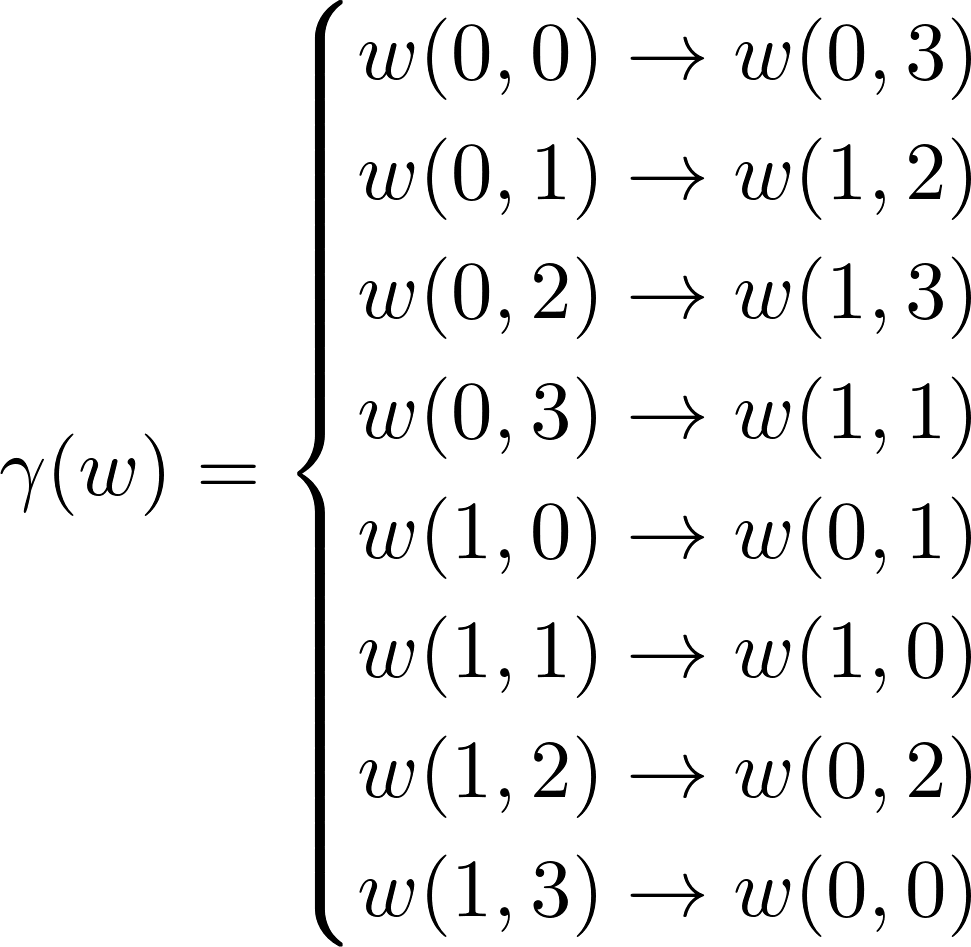 w(0, 0) → w(0, 3)
w(0, 1) → w(1, 2)
w(0, 2) → w(1, 3)
w(0, 3) → w(1, 1)
γ(w) =
w(1, 0) → w(0, 1)
w(1, 1) → w(1, 0)
w(1, 2) → w(0, 2)
w(1, 3) → w(0, 0)